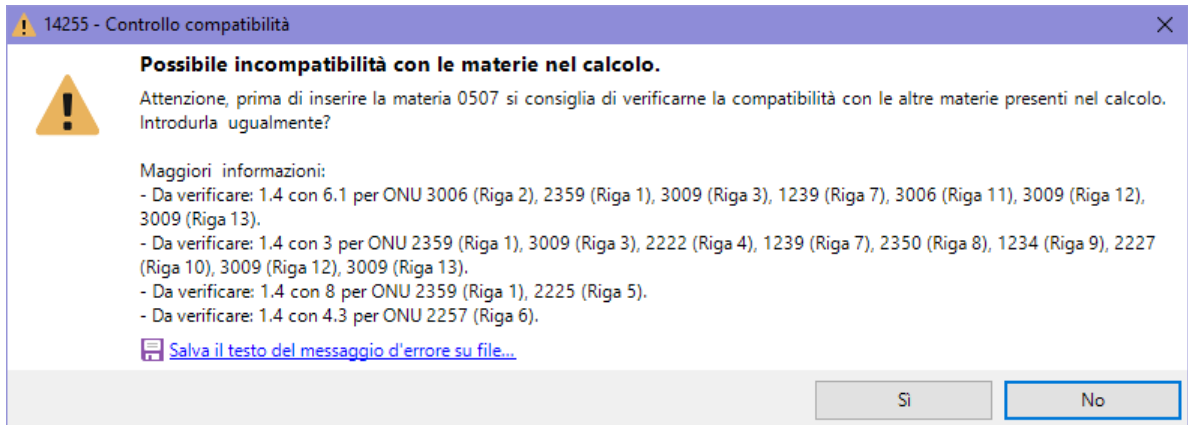 14255 - Controllo compatibilità
Possibile incompatibilità con le materie nel calcolo.
Attenzione, prima di inserire la materia 0507 si consiglia di verificarne la compatibilità con le altre materie presenti nel calcolo.
Introdurla ugualmente?
Maggiori informazioni:
- Da verificare: 1.4 con 6.1 per ONU 3006 (Riga 2), 2359 (Riga 1), 3009 (Riga 3), 1239 (Riga 7), 3006 (Riga 11), 3009 (Riga 12),
3009 (Riga 13).
- Da verificare: 1.4 con 3 per ONU 2359 (Riga 1), 3009 (Riga 3), 2222 (Riga 4), 1239 (Riga 7), 2350 (Riga 8), 1234 (Riga 9), 2227
(Riga 10), 3009 (Riga 12), 3009 (Riga 13).
- Da verificare: 1.4 con 8 per ONU 2359 (Riga 1), 2225 (Riga 5).
- Da verificare: 1.4 con 4.3 per ONU 2257 (Riga 6).
Salva il testo del messaggio d'errore su file...
Sì
No